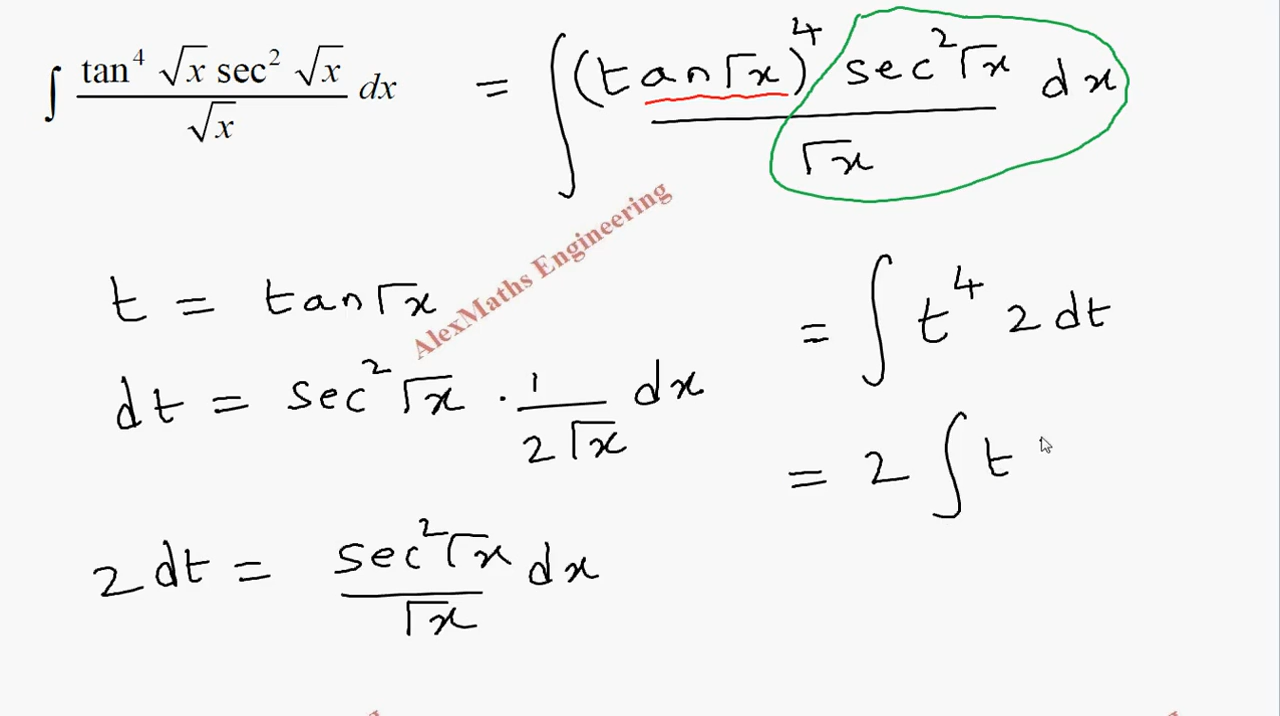 ∫ tan⁴ √x sec² √x / √x dx = ∫ (tan√x)⁴ sec²√x / √x dx
AlexMaths Engineering
t = tan√x
= ∫ t⁴ 2 dt
dt = sec²√x · 1 / 2√x dx
= 2 ∫ t
2 dt = sec²√x / √x dx